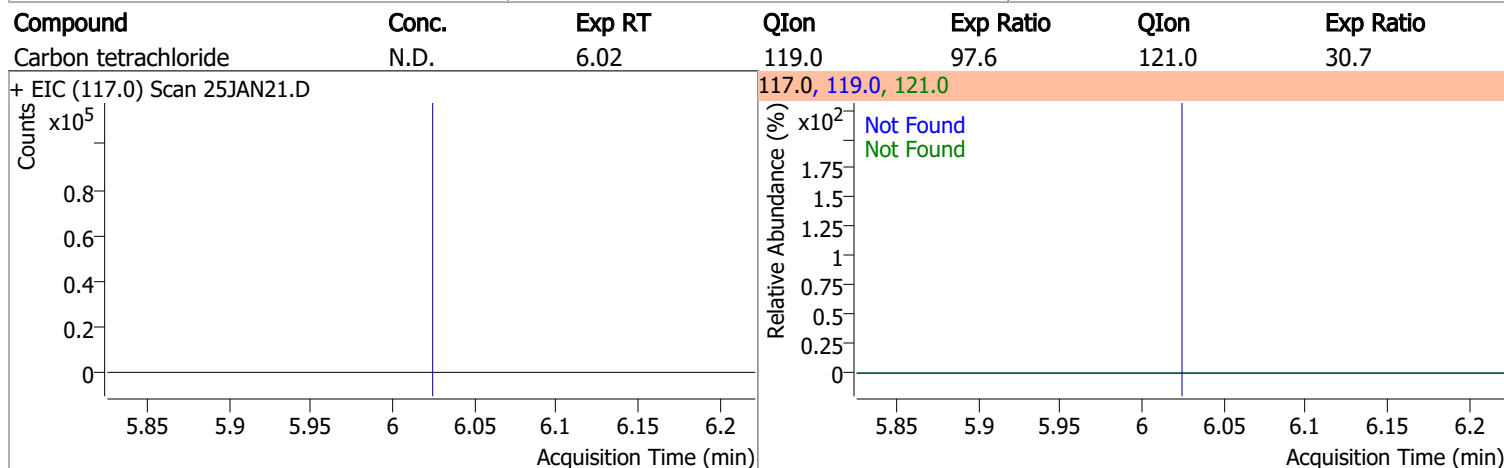 Compound Conc. Exp RT QIon Exp Ratio QIon Exp Ratio
Carbon tetrachloride N.D. 6.02 119.0 97.6 121.0 30.7
+ EIC (117.0) Scan 25JAN21.D
Counts
x10⁵
0.8
0.6
0.4
0.2
0
5.85 5.9 5.95 6 6.05 6.1 6.15 6.2
Acquisition Time (min)
117.0, 119.0, 121.0
Relative Abundance (%)
x10²
Not Found
Not Found
1.75
1.5
1.25
1
0.75
0.5
0.25
0
5.85 5.9 5.95 6 6.05 6.1 6.15 6.2
Acquisition Time (min)